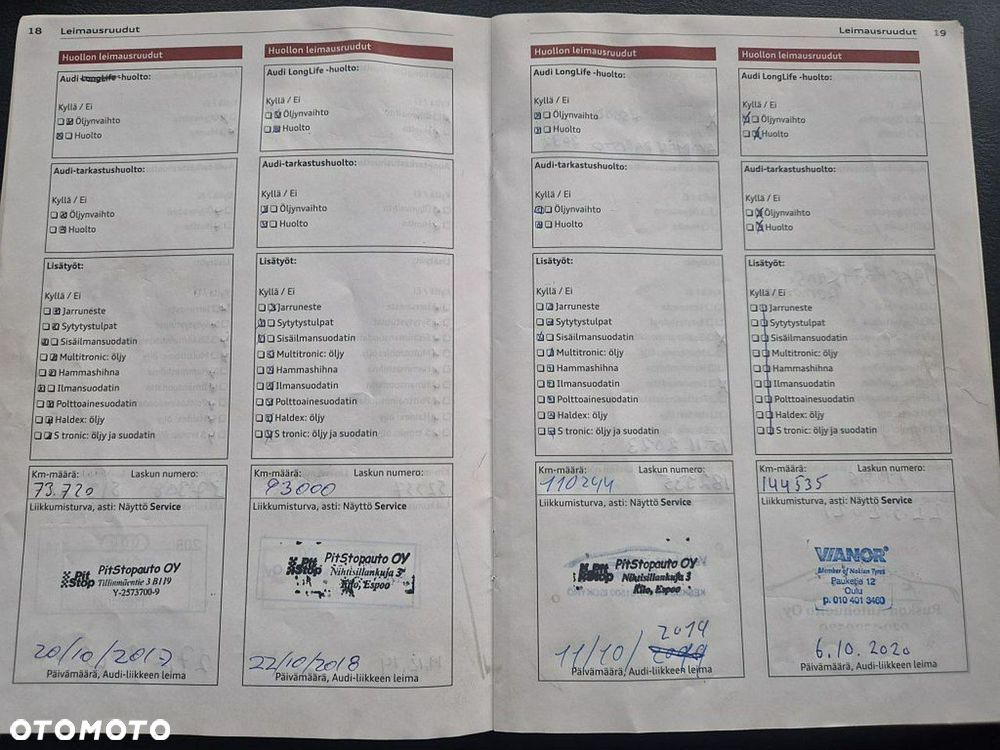 18 Leimausruudut
Huollon leimausruudut
Audi LongLife -huolto:
Kyllä / Ei
Öljynvaihto
Huolto
Audi-tarkastushuolto:
Kyllä / Ei
Öljynvaihto
Huolto
Lisätyöt:
Kyllä / Ei
Jarruneste
Sytytystulpat
Sisäilmansuodatin
Multitronic: öljy
Hammashihna
Ilmansuodatin
Polttoainesuodatin
Haldex: öljy
S tronic: öljy ja suodatin
Km-määrä: Laskun numero:
73.720
Liikkumisturva, asti: Näyttö Service
Pit Stop
PitStopauto OY
Tillinmäentie 3 B119
Y-2573700-9
20/10/2017
Päivämäärä, Audi-liikkeen leima
Huollon leimausruudut
Audi LongLife -huolto:
Kyllä / Ei
Öljynvaihto
Huolto
Audi-tarkastushuolto:
Kyllä / Ei
Öljynvaihto
Huolto
Lisätyöt:
Kyllä / Ei
Jarruneste
Sytytystulpat
Sisäilmansuodatin
Multitronic: öljy
Hammashihna
Ilmansuodatin
Polttoainesuodatin
Haldex: öljy
S tronic: öljy ja suodatin
Km-määrä: Laskun numero:
93000
Liikkumisturva, asti: Näyttö Service
Pit Stop
PitStopauto OY
Nihtisillankuja 3
Kilo, Espoo
22/10/2018
Päivämäärä, Audi-liikkeen leima
Leimausruudut 19
Huollon leimausruudut
Audi LongLife -huolto:
Kyllä / Ei
Öljynvaihto
Huolto
Audi-tarkastushuolto:
Kyllä / Ei
Öljynvaihto
Huolto
Lisätyöt:
Kyllä / Ei
Jarruneste
Sytytystulpat
Sisäilmansuodatin
Multitronic: öljy
Hammashihna
Ilmansuodatin
Polttoainesuodatin
Haldex: öljy
S tronic: öljy ja suodatin
Km-määrä: Laskun numero:
110244
Liikkumisturva, asti: Näyttö Service
Pit Stop
PitStopauto OY
Nihtisillankuja 3
Kilo, Espoo
2019
11/10/
Päivämäärä, Audi-liikkeen leima
Huollon leimausruudut
Audi LongLife -huolto:
Kyllä / Ei
Öljynvaihto
Huolto
Audi-tarkastushuolto:
Kyllä / Ei
Öljynvaihto
Huolto
Lisätyöt:
Kyllä / Ei
Jarruneste
Sytytystulpat
Sisäilmansuodatin
Multitronic: öljy
Hammashihna
Ilmansuodatin
Polttoainesuodatin
Haldex: öljy
S tronic: öljy ja suodatin
Km-määrä: Laskun numero:
144535
Liikkumisturva, asti: Näyttö Service
VIANOR
Member of Nokian Tyres
Pauketie 12
Oulu
p. 010 401 3460
6.10.2020
Päivämäärä, Audi-liikkeen leima
OTOMOTO